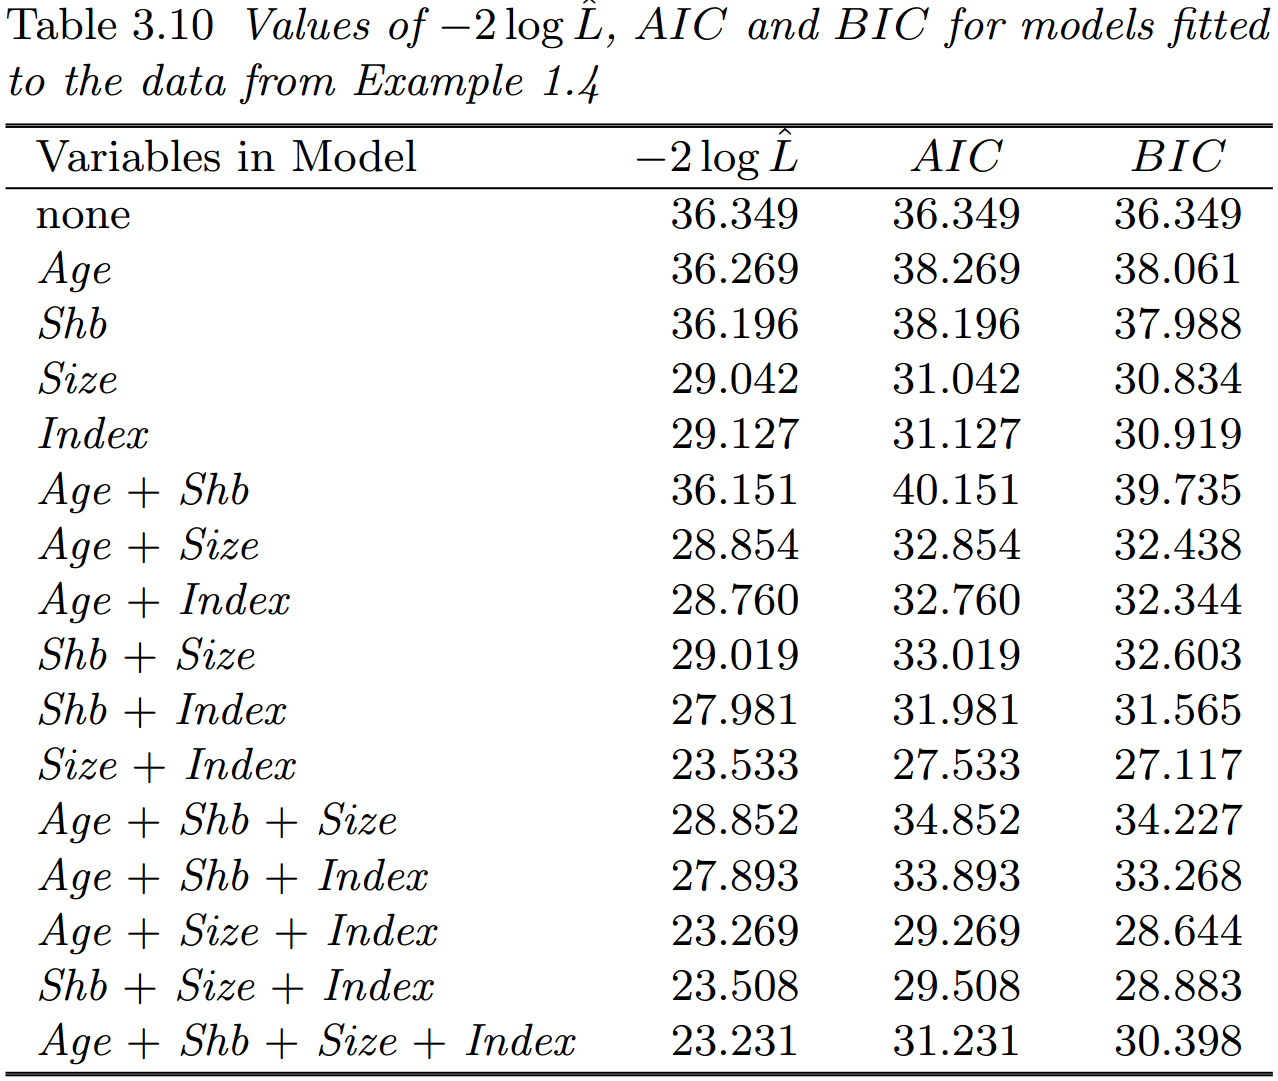 Table 3.10 Values of −2 log L̂, AIC and BIC for models fitted
to the data from Example 1.4
Variables in Model −2 log L̂ AIC BIC
none 36.349 36.349 36.349
Age 36.269 38.269 38.061
Shb 36.196 38.196 37.988
Size 29.042 31.042 30.834
Index 29.127 31.127 30.919
Age + Shb 36.151 40.151 39.735
Age + Size 28.854 32.854 32.438
Age + Index 28.760 32.760 32.344
Shb + Size 29.019 33.019 32.603
Shb + Index 27.981 31.981 31.565
Size + Index 23.533 27.533 27.117
Age + Shb + Size 28.852 34.852 34.227
Age + Shb + Index 27.893 33.893 33.268
Age + Size + Index 23.269 29.269 28.644
Shb + Size + Index 23.508 29.508 28.883
Age + Shb + Size + Index 23.231 31.231 30.398